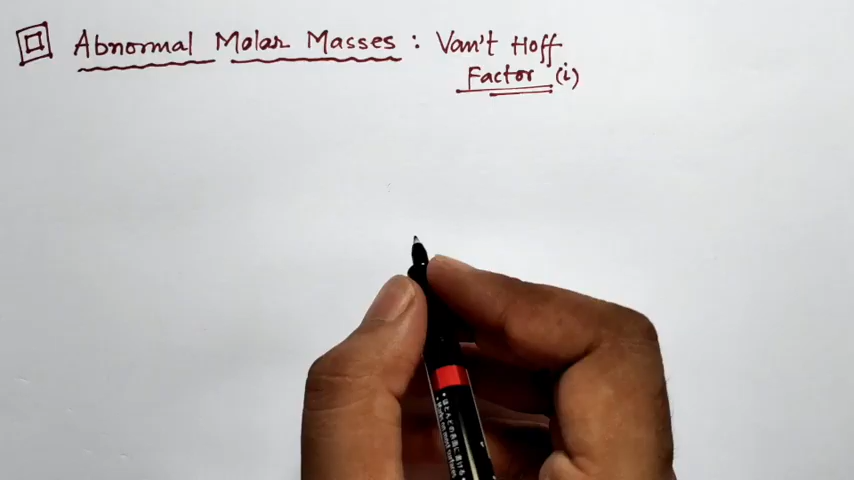 Abnormal Molar Masses : Van't Hoff
Factor (i)